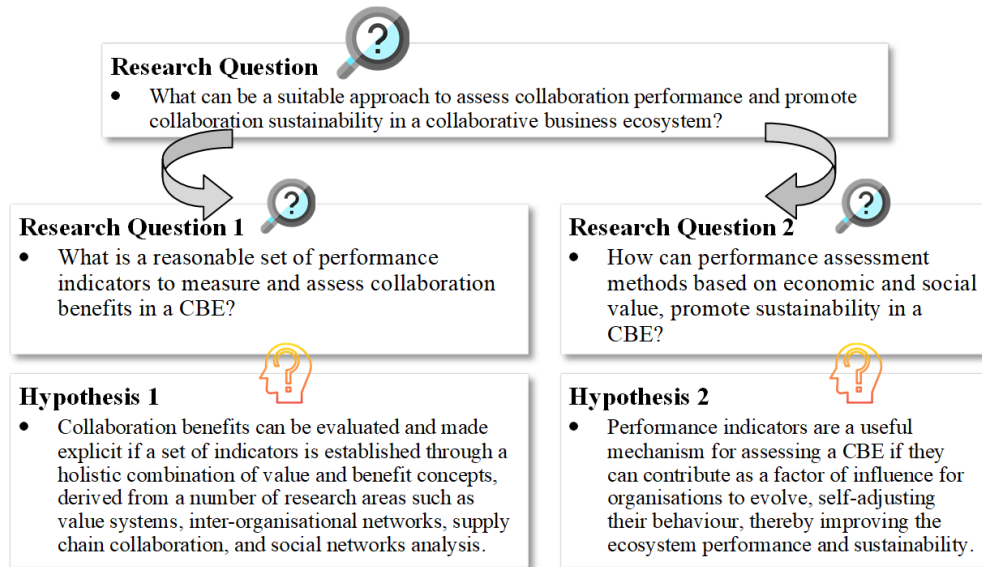 Research Question
• What can be a suitable approach to assess collaboration performance and promote
collaboration sustainability in a collaborative business ecosystem?
Research Question 1
• What is a reasonable set of performance
indicators to measure and assess collaboration
benefits in a CBE?
Research Question 2
• How can performance assessment
methods based on economic and social
value, promote sustainability in a
CBE?
Hypothesis 1
• Collaboration benefits can be evaluated and made
explicit if a set of indicators is established through a
holistic combination of value and benefit concepts,
derived from a number of research areas such as
value systems, inter-organisational networks, supply
chain collaboration, and social networks analysis.
Hypothesis 2
• Performance indicators are a useful
mechanism for assessing a CBE if they
can contribute as a factor of influence for
organisations to evolve, self-adjusting
their behaviour, thereby improving the
ecosystem performance and sustainability.